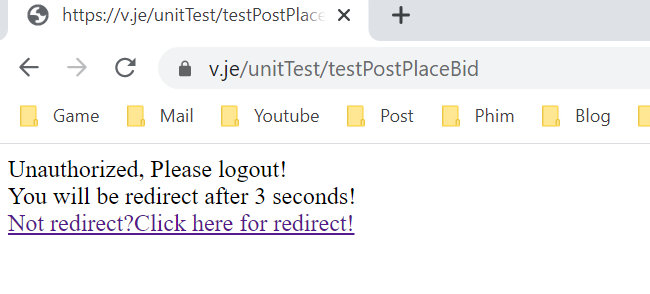 https://v.je/unitTest/testPostPlace
v.je/unitTest/testPostPlaceBid
Game Mail Youtube Post Phim Blog
Unauthorized, Please logout!
You will be redirect after 3 seconds!
Not redirect?Click here for redirect!